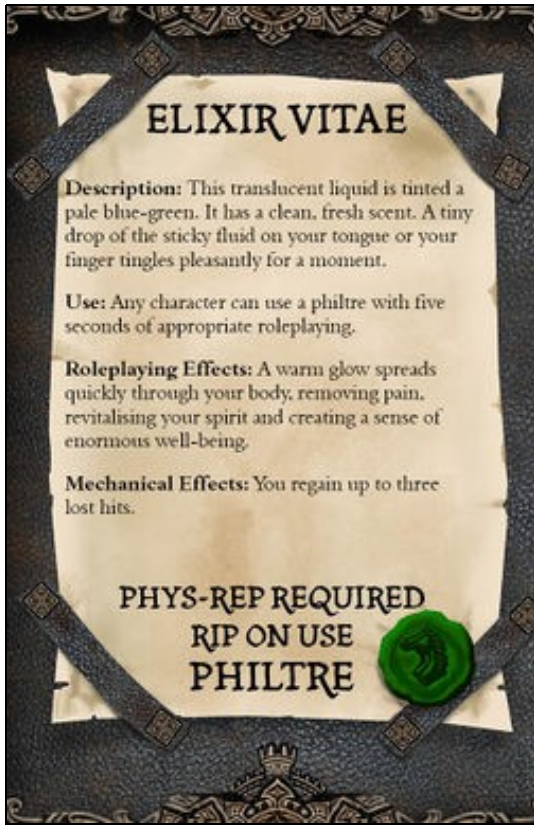 ELIXIR VITAE
Description: This translucent liquid is tinted a
pale blue-green. It has a clean, fresh scent. A tiny
drop of the sticky fluid on your tongue or your
finger tingles pleasantly for a moment.
Use: Any character can use a philtre with five
seconds of appropriate roleplaying.
Roleplaying Effects: A warm glow spreads
quickly through your body, removing pain,
revitalising your spirit and creating a sense of
enormous well-being.
Mechanical Effects: You regain up to three
lost hits.
PHYS-REP REQUIRED
RIP ON USE
PHILTRE